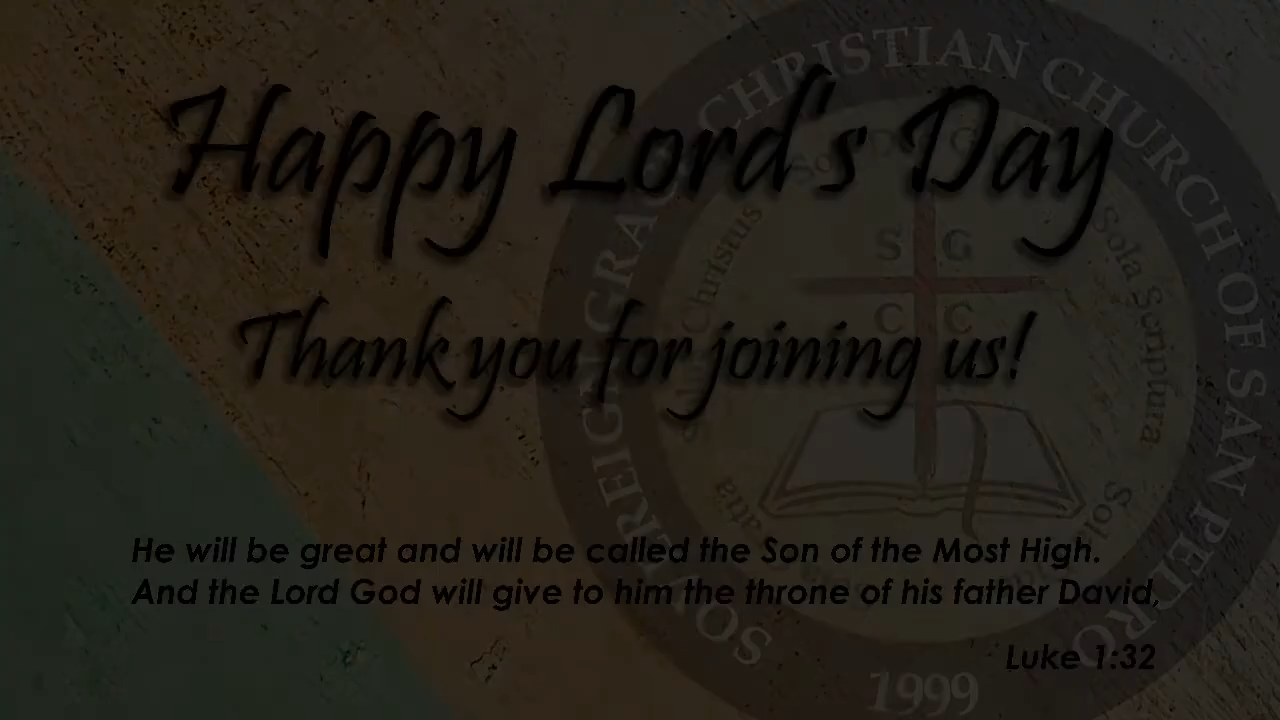 Happy Lord's Day
Thank you for joining us!
He will be great and will be called the Son of the Most High.
And the Lord God will give to him the throne of his father David,
Luke 1:32
SOVEREIGN GRACE CHRISTIAN CHURCH OF SAN PEDRO
1999
S G
C C
Sola Scriptura
Christus